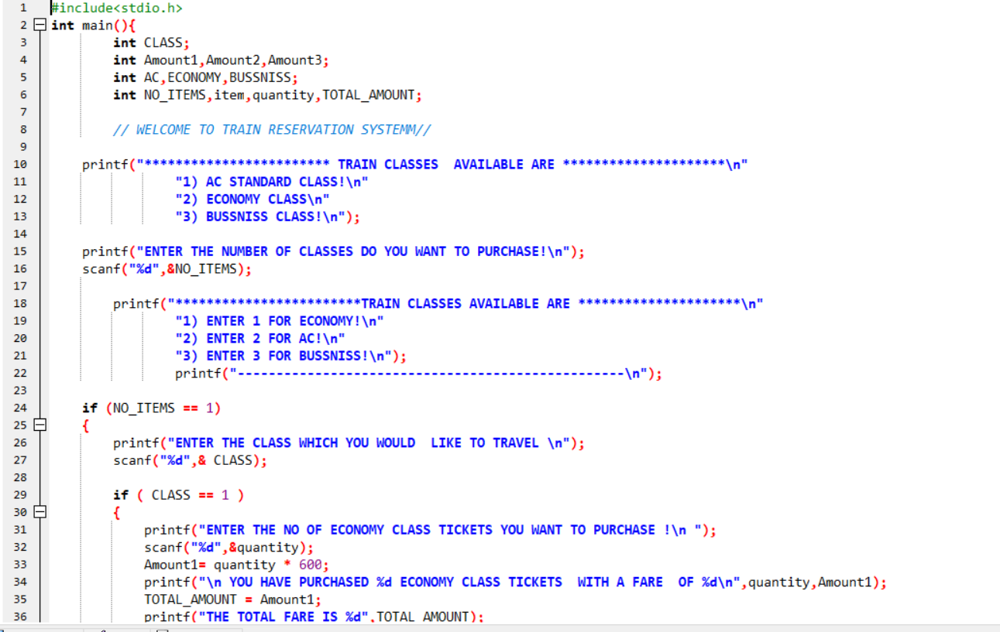 1 #include<stdio.h>
2 int main(){
3 int CLASS;
4 int Amount1,Amount2,Amount3;
5 int AC,ECONOMY,BUSSNISS;
6 int NO_ITEMS,item,quantity,TOTAL_AMOUNT;
7
8 // WELCOME TO TRAIN RESERVATION SYSTEMM//
9
10 printf("************************ TRAIN CLASSES  AVAILABLE ARE *********************\n"
11 "1) AC STANDARD CLASS!\n"
12 "2) ECONOMY CLASS\n"
13 "3) BUSSNISS CLASS!\n");
14
15 printf("ENTER THE NUMBER OF CLASSES DO YOU WANT TO PURCHASE!\n");
16 scanf("%d",&NO_ITEMS);
17
18 printf("************************TRAIN CLASSES AVAILABLE ARE *********************\n"
19 "1) ENTER 1 FOR ECONOMY!\n"
20 "2) ENTER 2 FOR AC!\n"
21 "3) ENTER 3 FOR BUSSNISS!\n");
22 printf("--------------------------------------------------\n");
23
24 if (NO_ITEMS == 1)
25 {
26 printf("ENTER THE CLASS WHICH YOU WOULD  LIKE TO TRAVEL \n");
27 scanf("%d",& CLASS);
28
29 if ( CLASS == 1 )
30 {
31 printf("ENTER THE NO OF ECONOMY CLASS TICKETS YOU WANT TO PURCHASE !\n ");
32 scanf("%d",&quantity);
33 Amount1= quantity * 600;
34 printf("\n YOU HAVE PURCHASED %d ECONOMY CLASS TICKETS  WITH A FARE  OF %d\n",quantity,Amount1);
35 TOTAL_AMOUNT = Amount1;
36 printf("THE TOTAL FARE IS %d",TOTAL_AMOUNT);